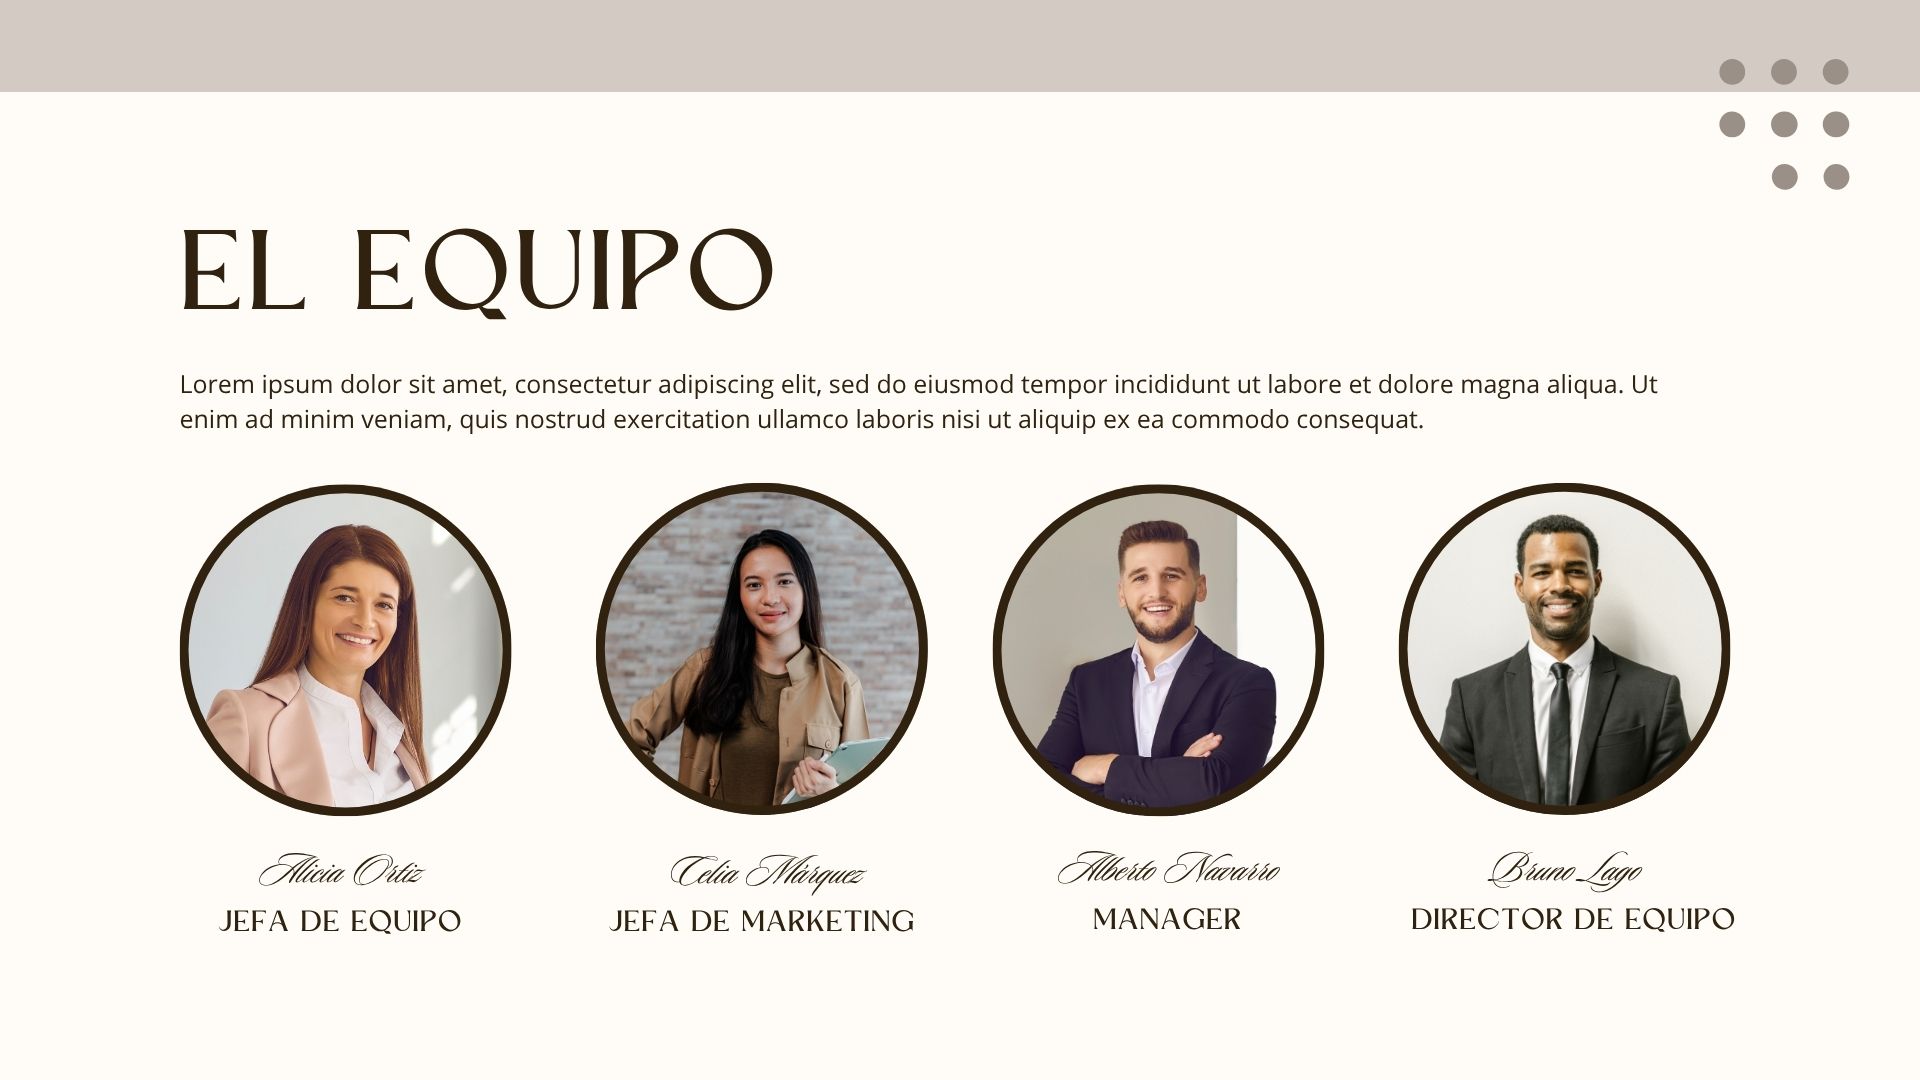 EL EQUIPO
Lorem ipsum dolor sit amet, consectetur adipiscing elit, sed do eiusmod tempor incididunt ut labore et dolore magna aliqua. Ut
enim ad minim veniam, quis nostrud exercitation ullamco laboris nisi ut aliquip ex ea commodo consequat.
Alicia Ortiz
JEFA DE EQUIPO
Celia Márquez
JEFA DE MARKETING
Alberto Navarro
MANAGER
Bruno Lago
DIRECTOR DE EQUIPO